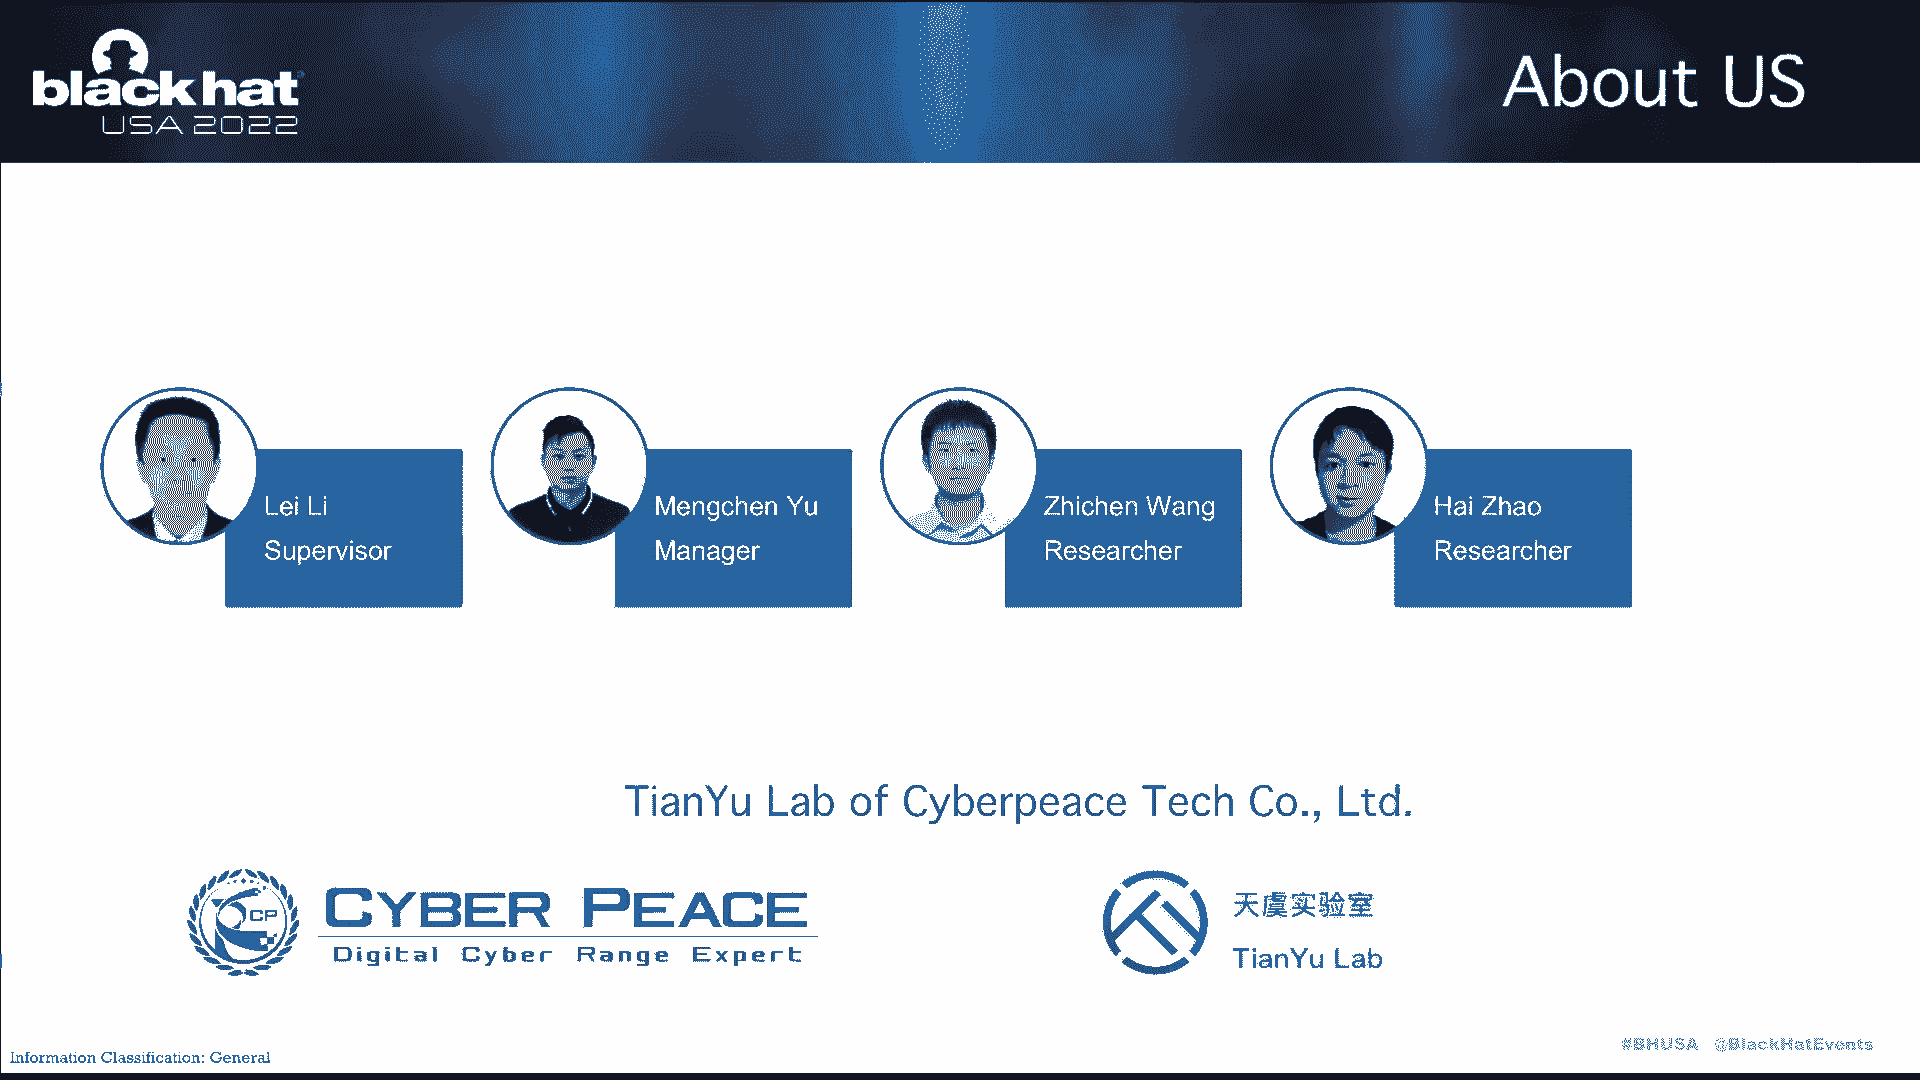 black hat
USA 2022
About US
Lei Li
Supervisor
Mengchen Yu
Manager
Zhichen Wang
Researcher
Hai Zhao
Researcher
TianYu Lab of Cyberpeace Tech Co., Ltd.
CP
CYBER PEACE
Digital Cyber Range Expert
天虞实验室
TianYu Lab
Information Classification: General
#BHUSA @BlackHatEvents